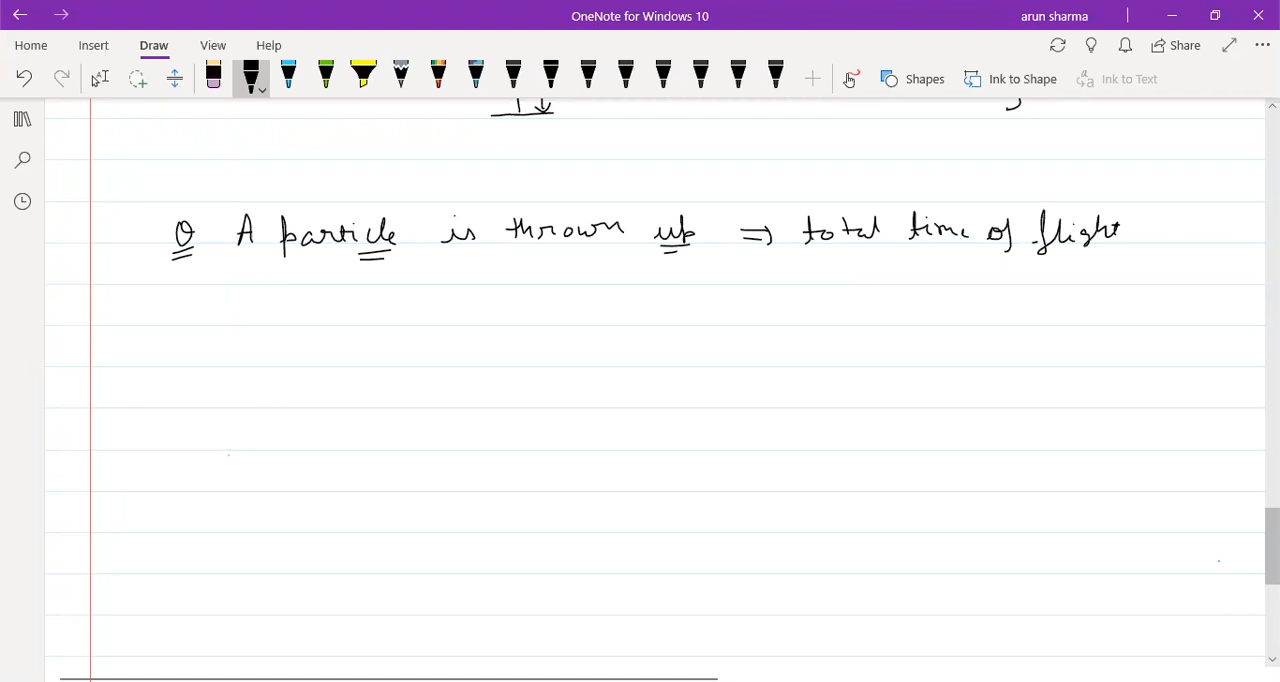 OneNote for Windows 10
arun sharma
Home Insert Draw View Help
Share
Shapes Ink to Shape Ink to Text
Q A particle is thrown up ⇒ total time of flight